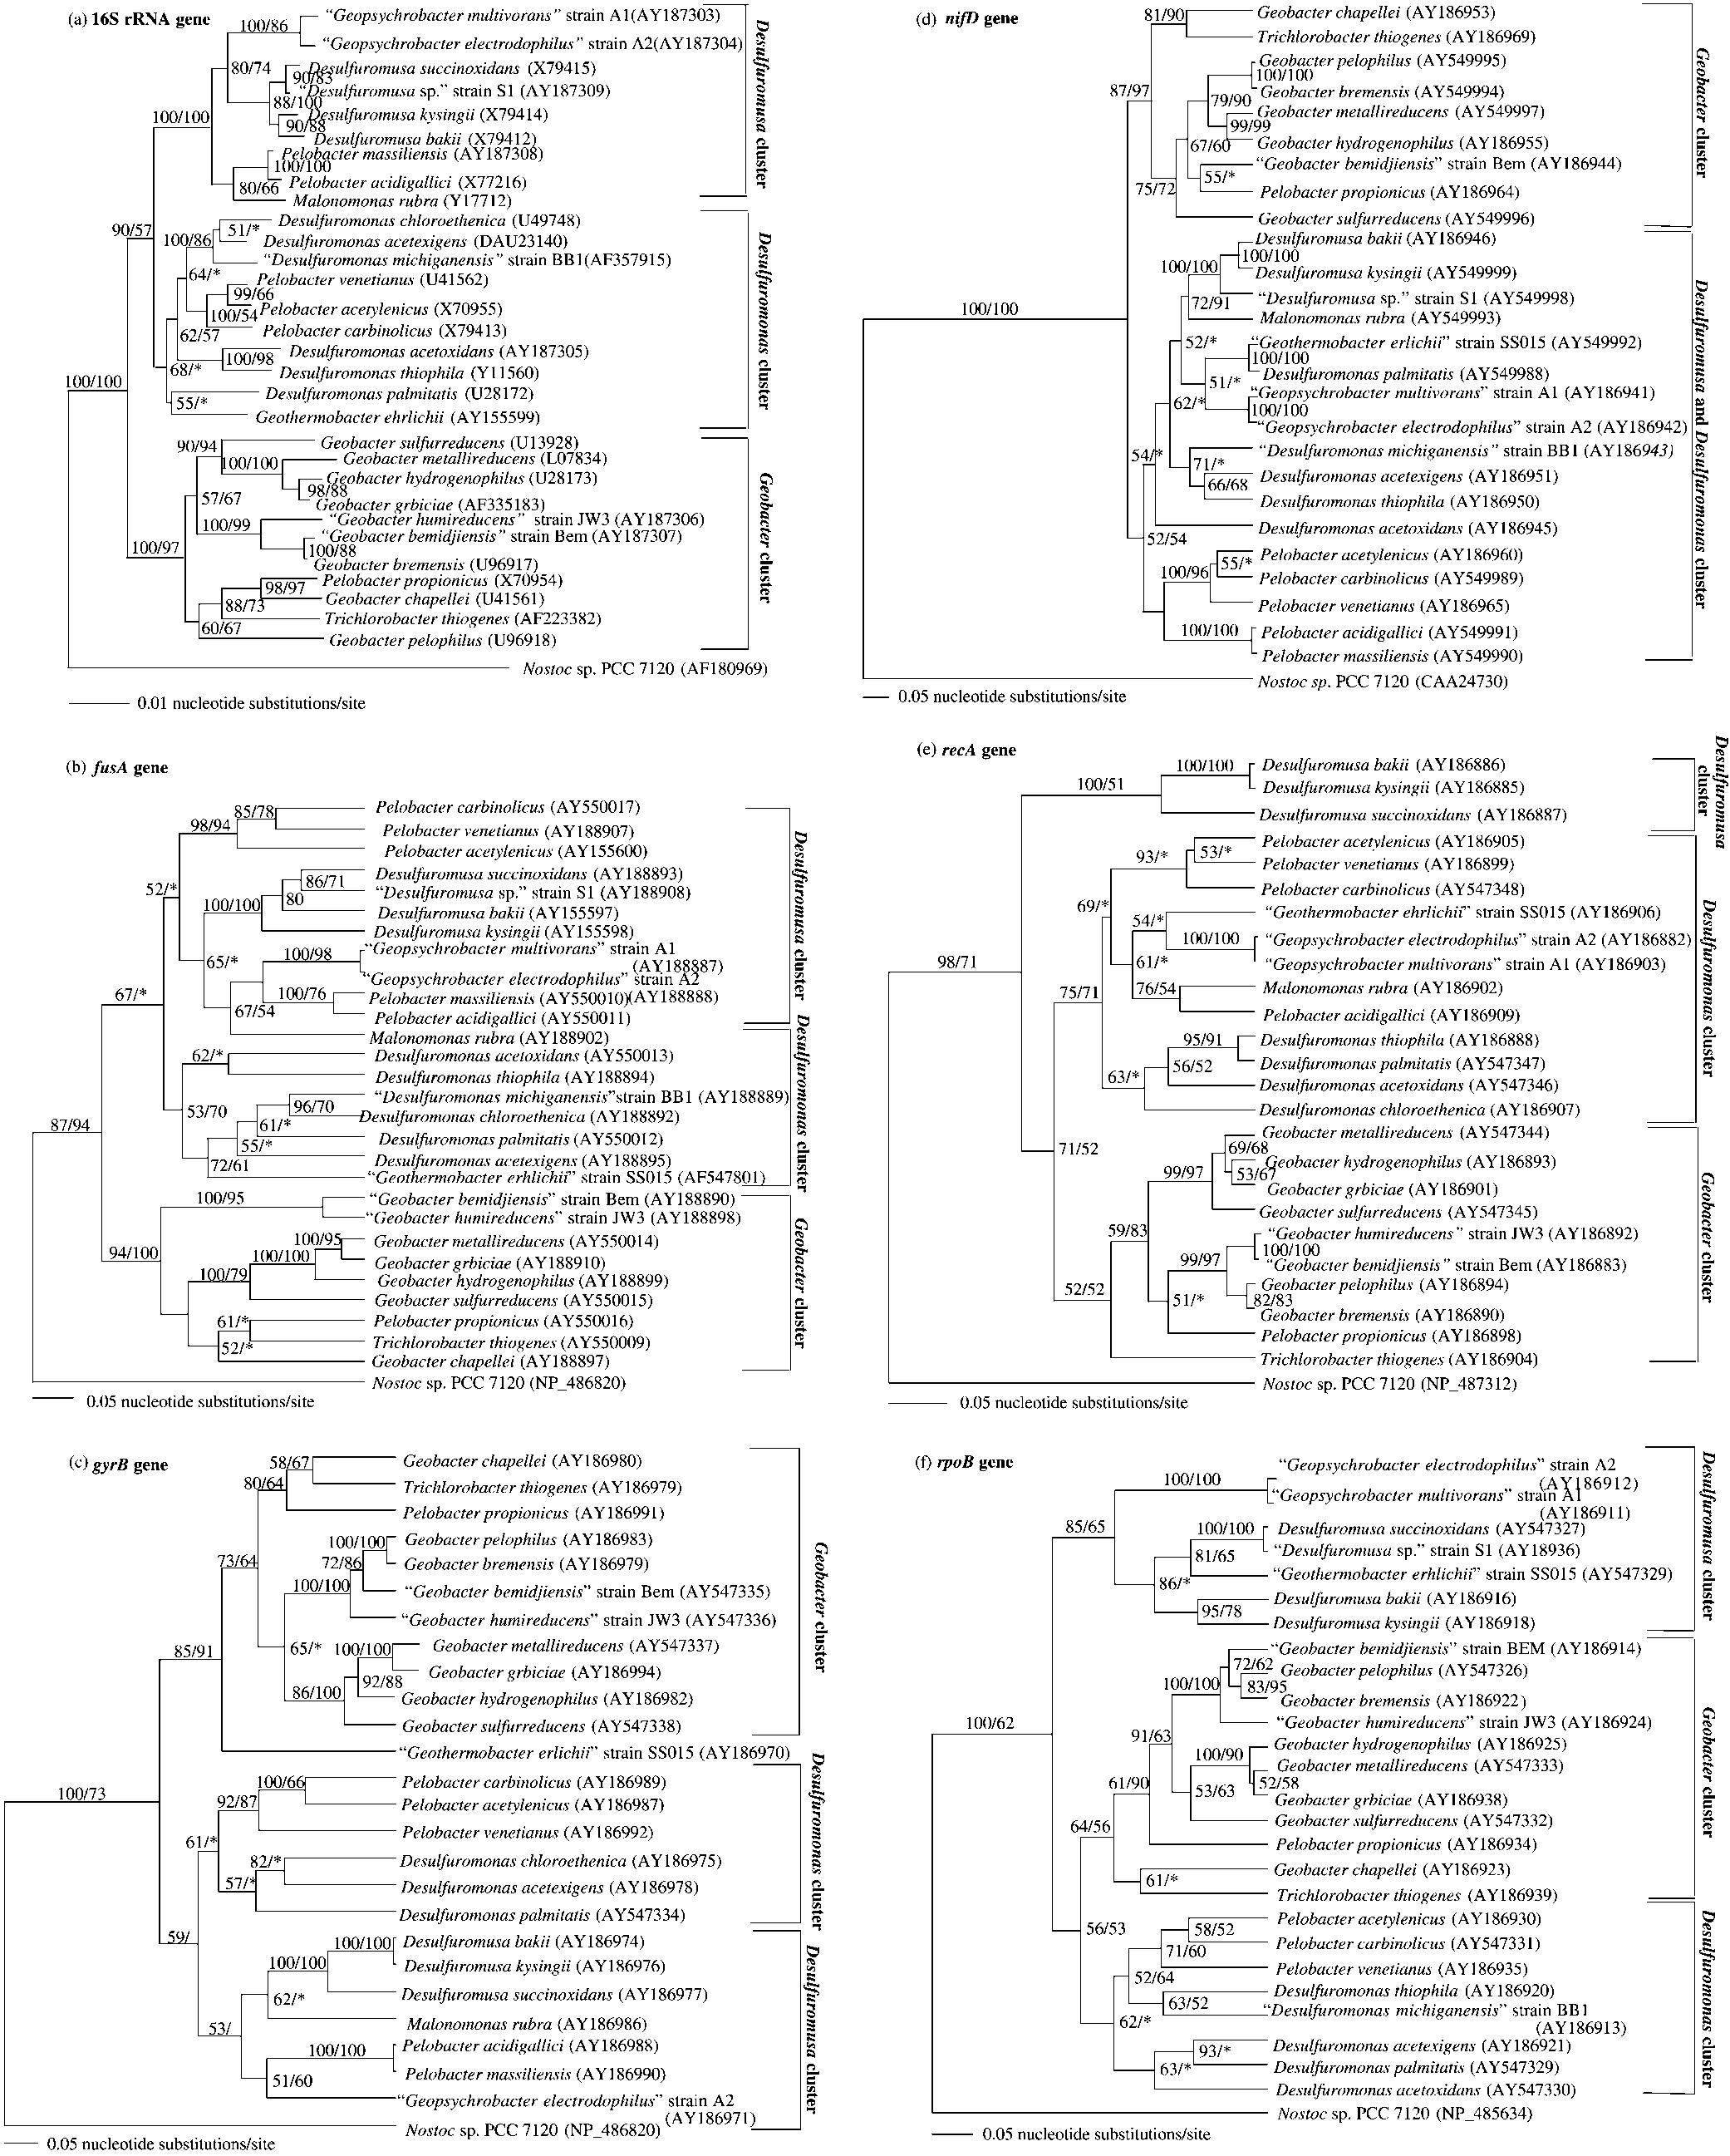 (a) 16S rRNA gene
100/86
"Geopsychrobacter multivorans" strain A1(AY187303)
"Geopsychrobacter electrodophilus" strain A2(AY187304)
80/74
Desulfuromusa succinoxidans (X79415)
90/83
"Desulfuromusa sp." strain S1 (AY187309)
88/100
Desulfuromusa kysingii (X79414)
90/88
Desulfuromusa bakii (X79412)
100/100
Pelobacter massiliensis (AY187308)
100/100
Pelobacter acidigallici (X77216)
80/66
Malonomonas rubra (Y17712)
Desulfuromusa cluster
90/57
Desulfuromonas chloroethenica (U49748)
51/*
100/86
Desulfuromonas acetexigens (DAU23140)
"Desulfuromonas michiganensis" strain BB1(AF357915)
64/*
Pelobacter venetianus (U41562)
99/66
Pelobacter acetylenicus (X70955)
100/54
Pelobacter carbinolicus (X79413)
62/57
Desulfuromonas acetoxidans (AY187305)
100/98
68/*
Desulfuromonas thiophila (Y11560)
100/100
Desulfuromonas palmitatis (U28172)
55/*
Geothermobacter ehrlichii (AY155599)
Desulfuromonas cluster
90/94
Geobacter sulfurreducens (U13928)
100/100
Geobacter metallireducens (L07834)
Geobacter hydrogenophilus (U28173)
98/88
57/67
Geobacter grbiciae (AF335183)
100/99
"Geobacter humireducens" strain JW3 (AY187306)
"Geobacter bemidjiensis" strain Bem (AY187307)
100/97
100/88
Geobacter bremensis (U96917)
Pelobacter propionicus (X70954)
98/97
Geobacter chapellei (U41561)
88/73
Trichlorobacter thiogenes (AF223382)
60/67
Geobacter pelophilus (U96918)
Geobacter cluster
Nostoc sp. PCC 7120 (AF180969)
0.01 nucleotide substitutions/site
(b) fusA gene
85/78
Pelobacter carbinolicus (AY550017)
98/94
Pelobacter venetianus (AY188907)
Pelobacter acetylenicus (AY155600)
52/*
Desulfuromusa succinoxidans (AY188893)
86/71
"Desulfuromusa sp." strain S1 (AY188908)
80
100/100
Desulfuromusa bakii (AY155597)
Desulfuromusa kysingii (AY155598)
100/98
"Geopsychrobacter multivorans" strain A1
(AY188887)
65/*
"Geopsychrobacter electrodophilus" strain A2
100/76
Pelobacter massiliensis (AY550010)(AY188888)
67/*
67/54
Pelobacter acidigallici (AY550011)
Malonomonas rubra (AY188902)
Desulfuromusa cluster
62/*
Desulfuromonas acetoxidans (AY550013)
Desulfuromonas thiophila (AY188894)
"Desulfuromonas michiganensis"strain BB1 (AY188889)
53/70
96/70
Desulfuromonas chloroethenica (AY188892)
61/*
87/94
Desulfuromonas palmitatis (AY550012)
55/*
Desulfuromonas acetexigens (AY188895)
72/61
"Geothermobacter erhlichii" strain SS015 (AF547801)
Desulfuromonas cluster
100/95
"Geobacter bemidjiensis" strain Bem (AY188890)
"Geobacter humireducens" strain JW3 (AY188898)
94/100
100/95
Geobacter metallireducens (AY550014)
100/100
Geobacter grbiciae (AY188910)
100/79
Geobacter hydrogenophilus (AY188899)
Geobacter sulfurreducens (AY550015)
61/*
Pelobacter propionicus (AY550016)
Trichlorobacter thiogenes (AY550009)
52/*
Geobacter chapellei (AY188897)
Geobacter cluster
Nostoc sp. PCC 7120 (NP_486820)
0.05 nucleotide substitutions/site
(c) gyrB gene
58/67
Geobacter chapellei (AY186980)
80/64
Trichlorobacter thiogenes (AY186979)
Pelobacter propionicus (AY186991)
100/100
Geobacter pelophilus (AY186983)
73/64
72/86
Geobacter bremensis (AY186979)
100/100
"Geobacter bemidjiensis" strain Bem (AY547335)
"Geobacter humireducens" strain JW3 (AY547336)
85/91
65/*
100/100
Geobacter metallireducens (AY547337)
Geobacter grbiciae (AY186994)
92/88
86/100
Geobacter hydrogenophilus (AY186982)
Geobacter sulfurreducens (AY547338)
Geobacter cluster
"Geothermobacter erlichii" strain SS015 (AY186970)
100/73
100/66
Pelobacter carbinolicus (AY186989)
92/87
Pelobacter acetylenicus (AY186987)
Pelobacter venetianus (AY186992)
61/*
82/*
Desulfuromonas chloroethenica (AY186975)
57/*
Desulfuromonas acetexigens (AY186978)
Desulfuromonas palmitatis (AY547334)
Desulfuromonas cluster
59/
100/100
Desulfuromusa bakii (AY186974)
100/100
Desulfuromusa kysingii (AY186976)
Desulfuromusa succinoxidans (AY186977)
62/*
Malonomonas rubra (AY186986)
53/
100/100
Pelobacter acidigallici (AY186988)
Pelobacter massiliensis (AY186990)
51/60
"Geopsychrobacter electrodophilus" strain A2
(AY186971)
Desulfuromusa cluster
Nostoc sp. PCC 7120 (NP_486820)
0.05 nucleotide substitutions/site
(d) nifD gene
81/90
Geobacter chapellei (AY186953)
Trichlorobacter thiogenes (AY186969)
Geobacter pelophilus (AY549995)
100/100
87/97
79/90
Geobacter bremensis (AY549994)
Geobacter metallireducens (AY549997)
99/99
67/60
Geobacter hydrogenophilus (AY186955)
"Geobacter bemidjiensis" strain Bem (AY186944)
55/*
75/72
Pelobacter propionicus (AY186964)
Geobacter sulfurreducens (AY549996)
Geobacter cluster
Desulfuromusa bakii (AY186946)
100/100
100/100
Desulfuromusa kysingii (AY549999)
72/91
"Desulfuromusa sp." strain S1 (AY549998)
100/100
Malonomonas rubra (AY549993)
52/*
"Geothermobacter erlichii" strain SS015 (AY549992)
100/100
Desulfuromonas palmitatis (AY549988)
51/*
"Geopsychrobacter multivorans" strain A1 (AY186941)
62/*
100/100
"Geopsychrobacter electrodophilus" strain A2 (AY186942)
54/*
"Desulfuromonas michiganensis" strain BB1 (AY186943)
71/*
Desulfuromonas acetexigens (AY186951)
66/68
Desulfuromonas thiophila (AY186950)
Desulfuromonas acetoxidans (AY186945)
52/54
Pelobacter acetylenicus (AY186960)
55/*
100/96
Pelobacter carbinolicus (AY549989)
Pelobacter venetianus (AY186965)
100/100
Pelobacter acidigallici (AY549991)
Pelobacter massiliensis (AY549990)
Desulfuromusa and Desulfuromonas cluster
Nostoc sp. PCC 7120 (CAA24730)
0.05 nucleotide substitutions/site
(e) recA gene
100/100
Desulfuromusa bakii (AY186886)
100/51
Desulfuromusa kysingii (AY186885)
Desulfuromusa succinoxidans (AY186887)
Desulfuromusa
cluster
Pelobacter acetylenicus (AY186905)
93/*
53/*
Pelobacter venetianus (AY186899)
Pelobacter carbinolicus (AY547348)
69/*
54/*
"Geothermobacter ehrlichii" strain SS015 (AY186906)
100/100
"Geopsychrobacter electrodophilus" strain A2 (AY186882)
61/*
"Geopsychrobacter multivorans" strain A1 (AY186903)
98/71
76/54
Malonomonas rubra (AY186902)
75/71
Pelobacter acidigallici (AY186909)
95/91
Desulfuromonas thiophila (AY186888)
56/52
Desulfuromonas palmitatis (AY547347)
63/*
Desulfuromonas acetoxidans (AY547346)
Desulfuromonas chloroethenica (AY186907)
Desulfuromonas cluster
71/52
Geobacter metallireducens (AY547344)
69/68
Geobacter hydrogenophilus (AY186893)
99/97
53/67
Geobacter grbiciae (AY186901)
Geobacter sulfurreducens (AY547345)
59/83
"Geobacter humireducens" strain JW3 (AY186892)
100/100
99/97
"Geobacter bemidjiensis" strain Bem (AY186883)
52/52
Geobacter pelophilus (AY186894)
82/83
51/*
Geobacter bremensis (AY186890)
Pelobacter propionicus (AY186898)
Trichlorobacter thiogenes (AY186904)
Geobacter cluster
Nostoc sp. PCC 7120 (NP_487312)
0.05 nucleotide substitutions/site
(f) rpoB gene
"Geopsychrobacter electrodophilus" strain A2
100/100
(AY186912)
"Geopsychrobacter multivorans" strain A1
(AY186911)
85/65
100/100
Desulfuromusa succinoxidans (AY547327)
81/65
"Desulfuromusa sp." strain S1 (AY18936)
86/*
"Geothermobacter erhlichii" strain SS015 (AY547329)
Desulfuromusa bakii (AY186916)
95/78
Desulfuromusa kysingii (AY186918)
Desulfuromusa cluster
"Geobacter bemidjiensis" strain BEM (AY186914)
72/62
Geobacter pelophilus (AY547326)
100/100
83/95
Geobacter bremensis (AY186922)
100/62
"Geobacter humireducens" strain JW3 (AY186924)
91/63
Geobacter hydrogenophilus (AY186925)
100/90
Geobacter metallireducens (AY547333)
61/90
52/58
53/63
Geobacter grbiciae (AY186938)
Geobacter sulfurreducens (AY547332)
64/56
Pelobacter propionicus (AY186934)
Geobacter chapellei (AY186923)
61/*
Trichlorobacter thiogenes (AY186939)
Geobacter cluster
56/53
Pelobacter acetylenicus (AY186930)
58/52
Pelobacter carbinolicus (AY547331)
71/60
Pelobacter venetianus (AY186935)
52/64
Desulfuromonas thiophila (AY186920)
63/52
"Desulfuromonas michiganensis" strain BB1
62/*
(AY186913)
Desulfuromonas acetexigens (AY186921)
93/*
63/*
Desulfuromonas palmitatis (AY547329)
Desulfuromonas acetoxidans (AY547330)
Desulfuromonas cluster
Nostoc sp. PCC 7120 (NP_485634)
0.05 nucleotide substitutions/site